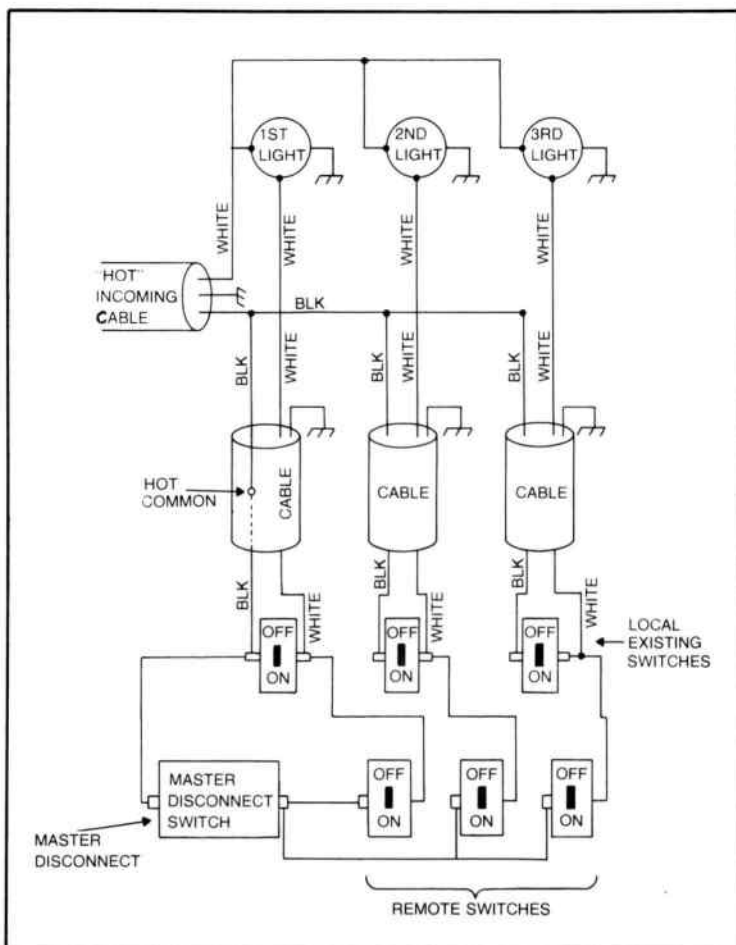 1ST
LIGHT
2ND
LIGHT
3RD
LIGHT
WHITE
WHITE
WHITE
WHITE
"HOT"
INCOMING
CABLE
BLK
BLK
WHITE
BLK
WHITE
BLK
WHITE
HOT
COMMON
CABLE
CABLE
CABLE
BLK
WHITE
BLK
WHITE
BLK
WHITE
OFF
ON
OFF
ON
OFF
ON
LOCAL
EXISTING
SWITCHES
MASTER
DISCONNECT
SWITCH
OFF
ON
OFF
ON
OFF
ON
MASTER
DISCONNECT
REMOTE SWITCHES